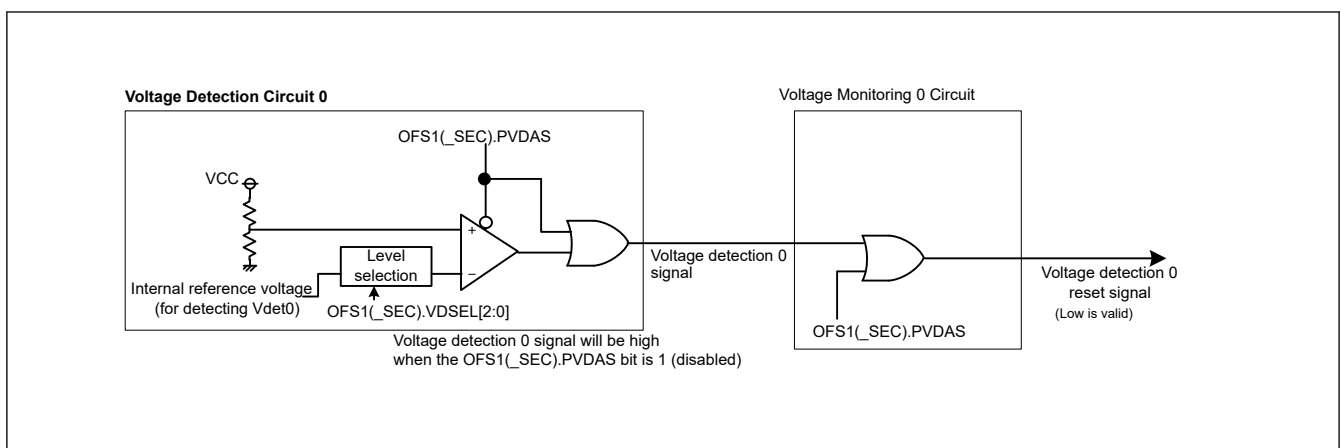 Voltage Detection Circuit 0
Voltage Monitoring 0 Circuit
OFS1(_SEC).PVDAS
VCC
+
Level
selection
−
Internal reference voltage
(for detecting Vdet0)
OFS1(_SEC).VDSEL[2:0]
Voltage detection 0 signal will be high
when the OFS1(_SEC).PVDAS bit is 1 (disabled)
Voltage detection 0
signal
OFS1(_SEC).PVDAS
Voltage detection 0
reset signal
(Low is valid)